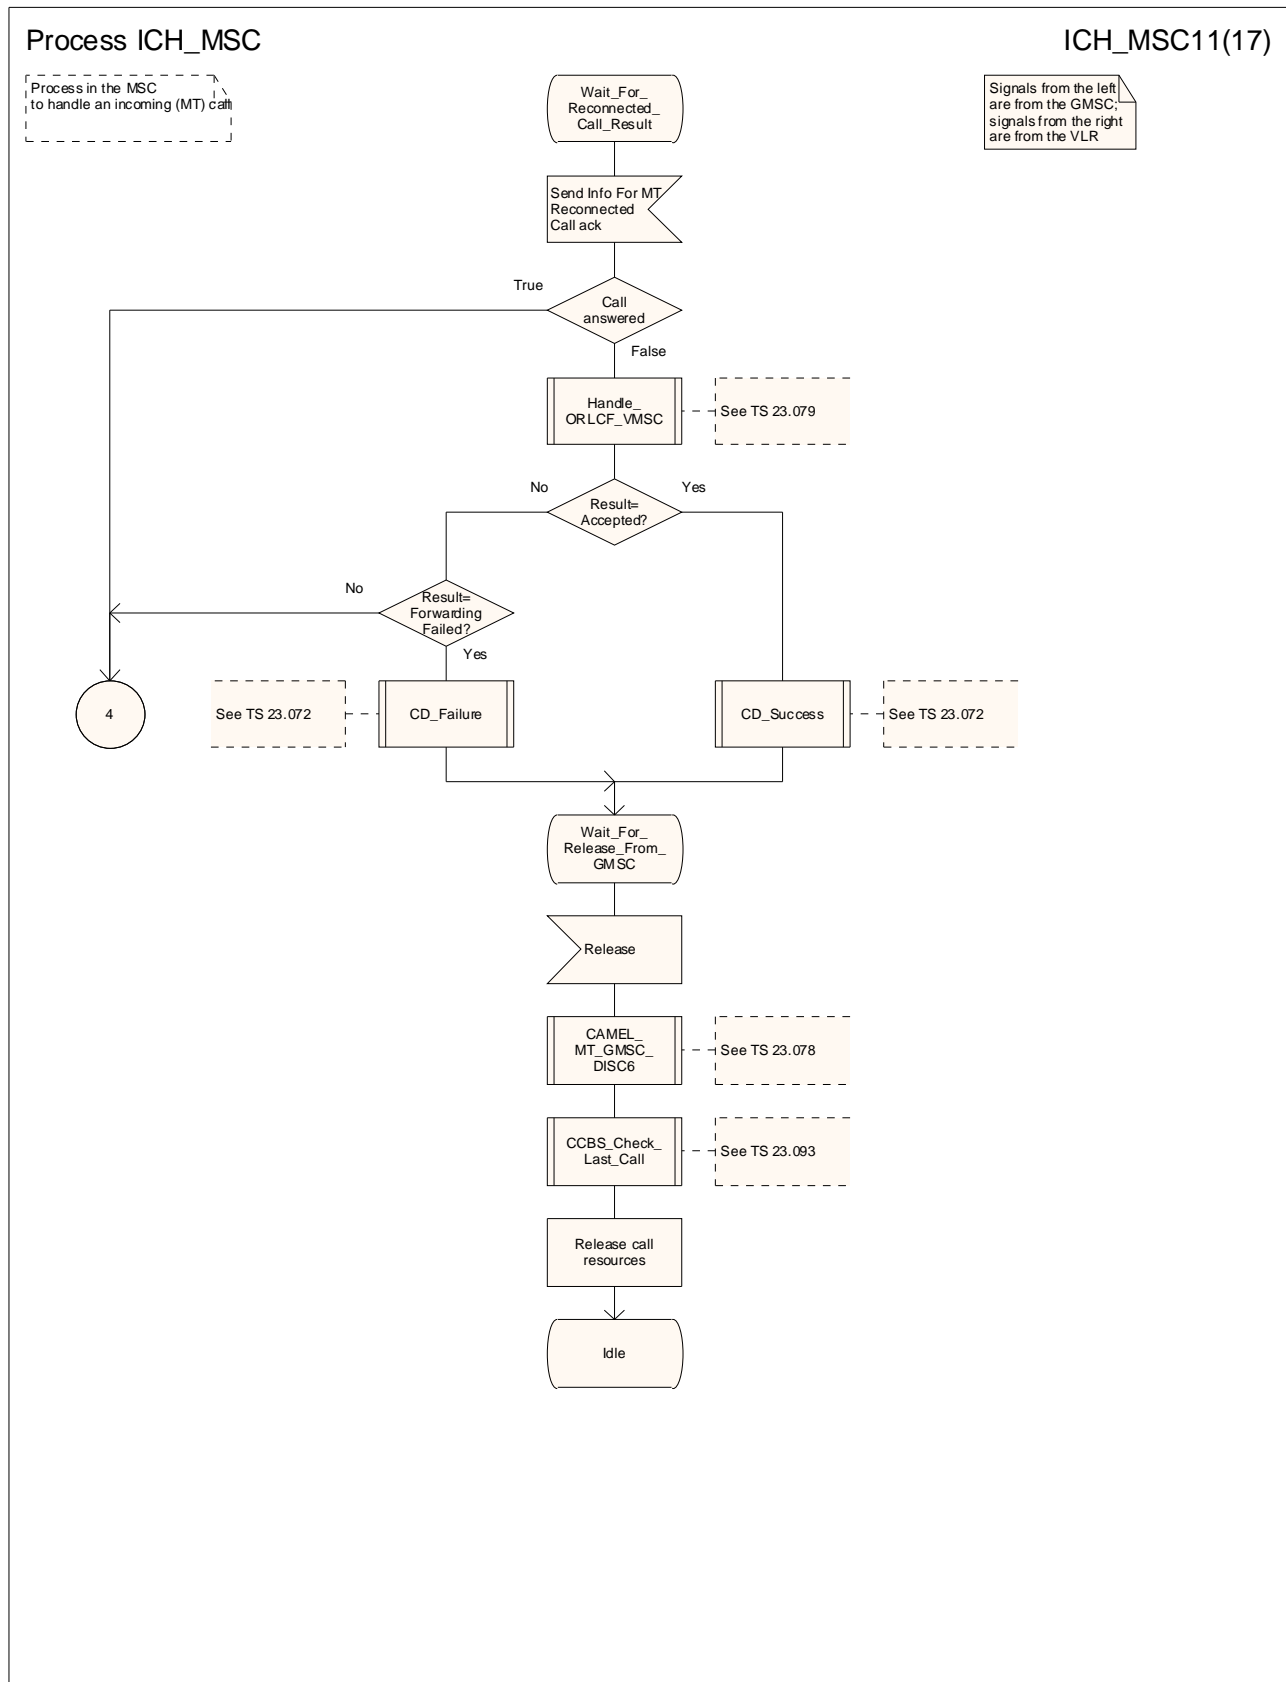 Process ICH_MSC
ICH_MSC11(17)
Process in the MSC
to handle an incoming (MT) call
Signals from the left
are from the GMSC;
signals from the right
are from the VLR
Wait_For_
Reconnected_
Call_Result
Send Info For MT
Reconnected
Call ack
True
Call
answered
False
Handle_
ORLCF_VMSC
See TS 23.079
No
Yes
Result=
Accepted?
No
Result=
Forwarding
Failed?
Yes
4
See TS 23.072
CD_Failure
CD_Success
See TS 23.072
Wait_For_
Release_From_
GMSC
Release
CAMEL_
MT_GMSC_
DISC6
See TS 23.078
CCBS_Check_
Last_Call
See TS 23.093
Release call
resources
Idle